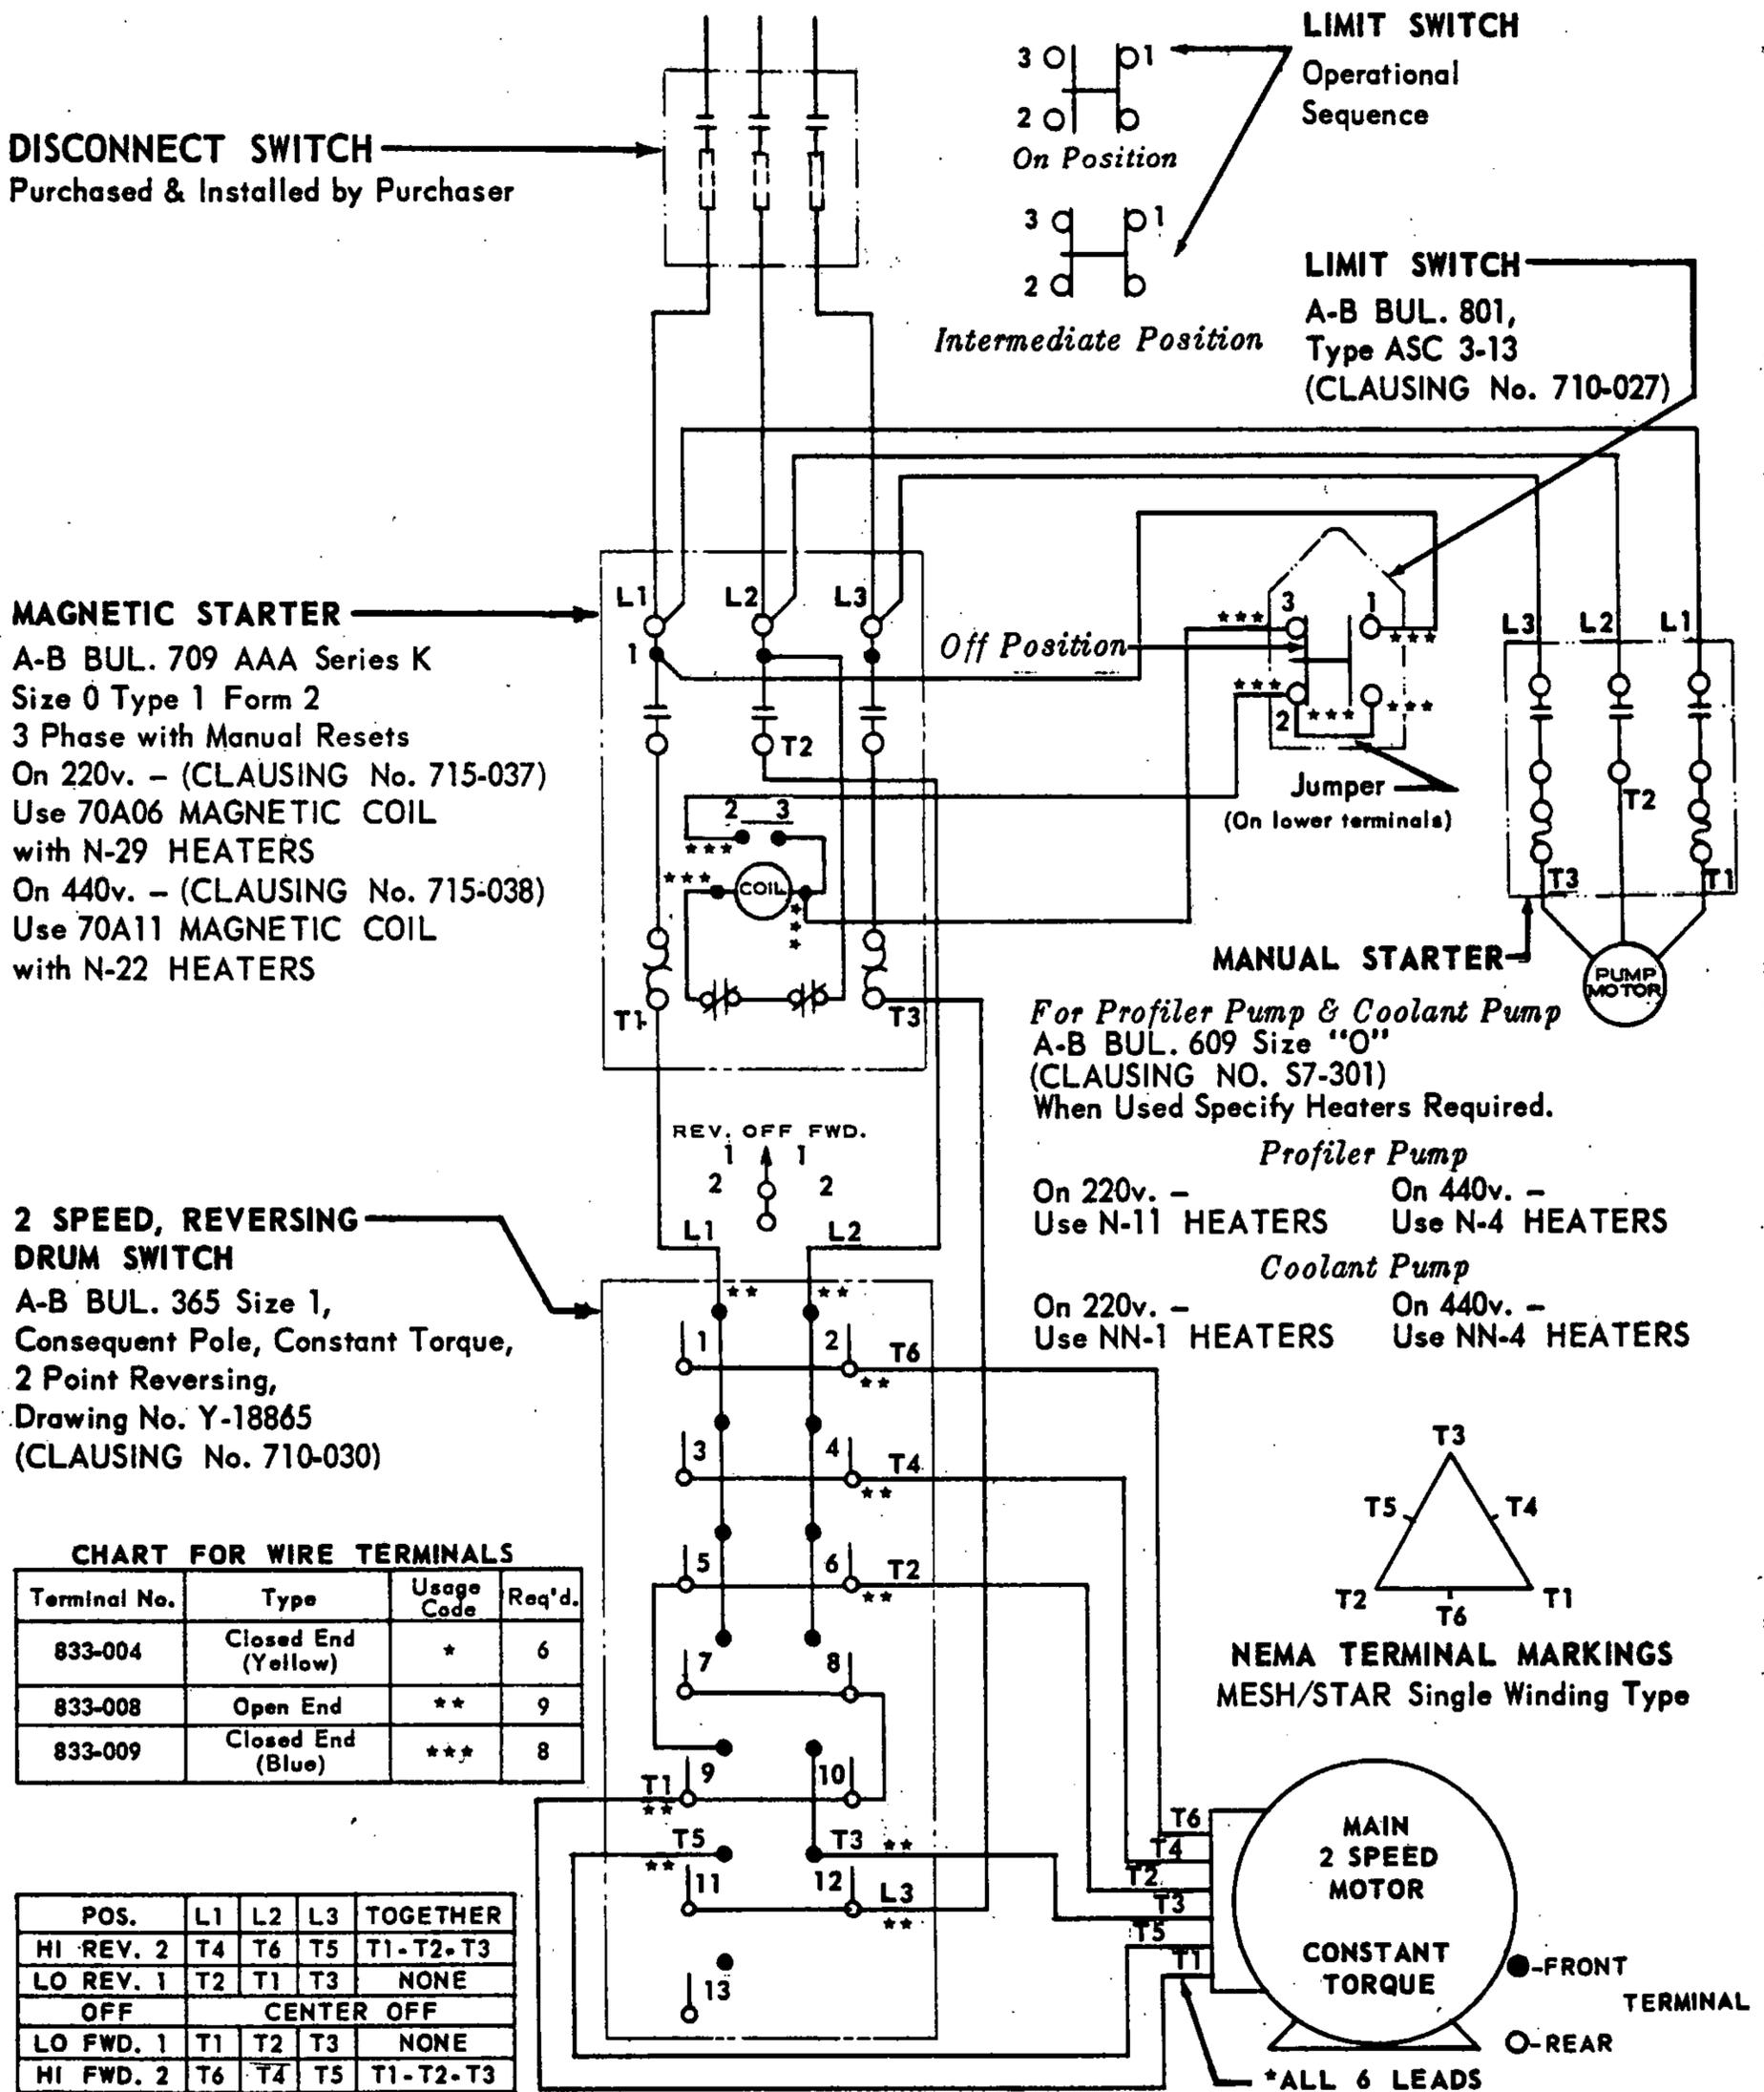 LIMIT SWITCH
Operational
Sequence
3 1
2
On Position
3 1
2
Intermediate Position
DISCONNECT SWITCH
Purchased & Installed by Purchaser
LIMIT SWITCH
A-B BUL. 801,
Type ASC 3-13
(CLAUSING No. 710-027)
MAGNETIC STARTER
A-B BUL. 709 AAA Series K
Size 0 Type 1 Form 2
3 Phase with Manual Resets
On 220v. - (CLAUSING No. 715-037)
Use 70A06 MAGNETIC COIL
with N-29 HEATERS
On 440v. - (CLAUSING No. 715-038)
Use 70A11 MAGNETIC COIL
with N-22 HEATERS
L1 L2 L3
1
T2
2 3
***
***
COIL
***
T1 T3
Off Position
*** 3 1 ***
*** 2 *** ***
Jumper
(On lower terminals)
L3 L2 L1
T2
T3 T1
PUMP
MOTOR
MANUAL STARTER
For Profiler Pump & Coolant Pump
A-B BUL. 609 Size "O"
(CLAUSING NO. S7-301)
When Used Specify Heaters Required.
Profiler Pump
On 220v. - On 440v. -
Use N-11 HEATERS Use N-4 HEATERS
Coolant Pump
On 220v. - On 440v. -
Use NN-1 HEATERS Use NN-4 HEATERS
REV. OFF FWD.
1 1
2 2
L1 L2
2 SPEED, REVERSING
DRUM SWITCH
A-B BUL. 365 Size 1,
Consequent Pole, Constant Torque,
2 Point Reversing,
Drawing No. Y-18865
(CLAUSING No. 710-030)
** **
1 2 T6
**
3 4 T4
**
5 6 T2
**
7 8
T1 9 10
**
T5 T3 **
**
11 12 L3
**
13
CHART FOR WIRE TERMINALS
Terminal No. Type Usage Code Req'd.
833-004 Closed End (Yellow) * 6
833-008 Open End ** 9
833-009 Closed End (Blue) *** 8
T3
T5 T4
T2 T6 T1
NEMA TERMINAL MARKINGS
MESH/STAR Single Winding Type
POS. L1 L2 L3 TOGETHER
HI REV. 2 T4 T6 T5 T1-T2-T3
LO REV. 1 T2 T1 T3 NONE
OFF CENTER OFF
LO FWD. 1 T1 T2 T3 NONE
HI FWD. 2 T6 T4 T5 T1-T2-T3
T6
T4
T2
T3
T5
T1
MAIN
2 SPEED
MOTOR
CONSTANT
TORQUE
-FRONT
TERMINAL
-REAR
*ALL 6 LEADS